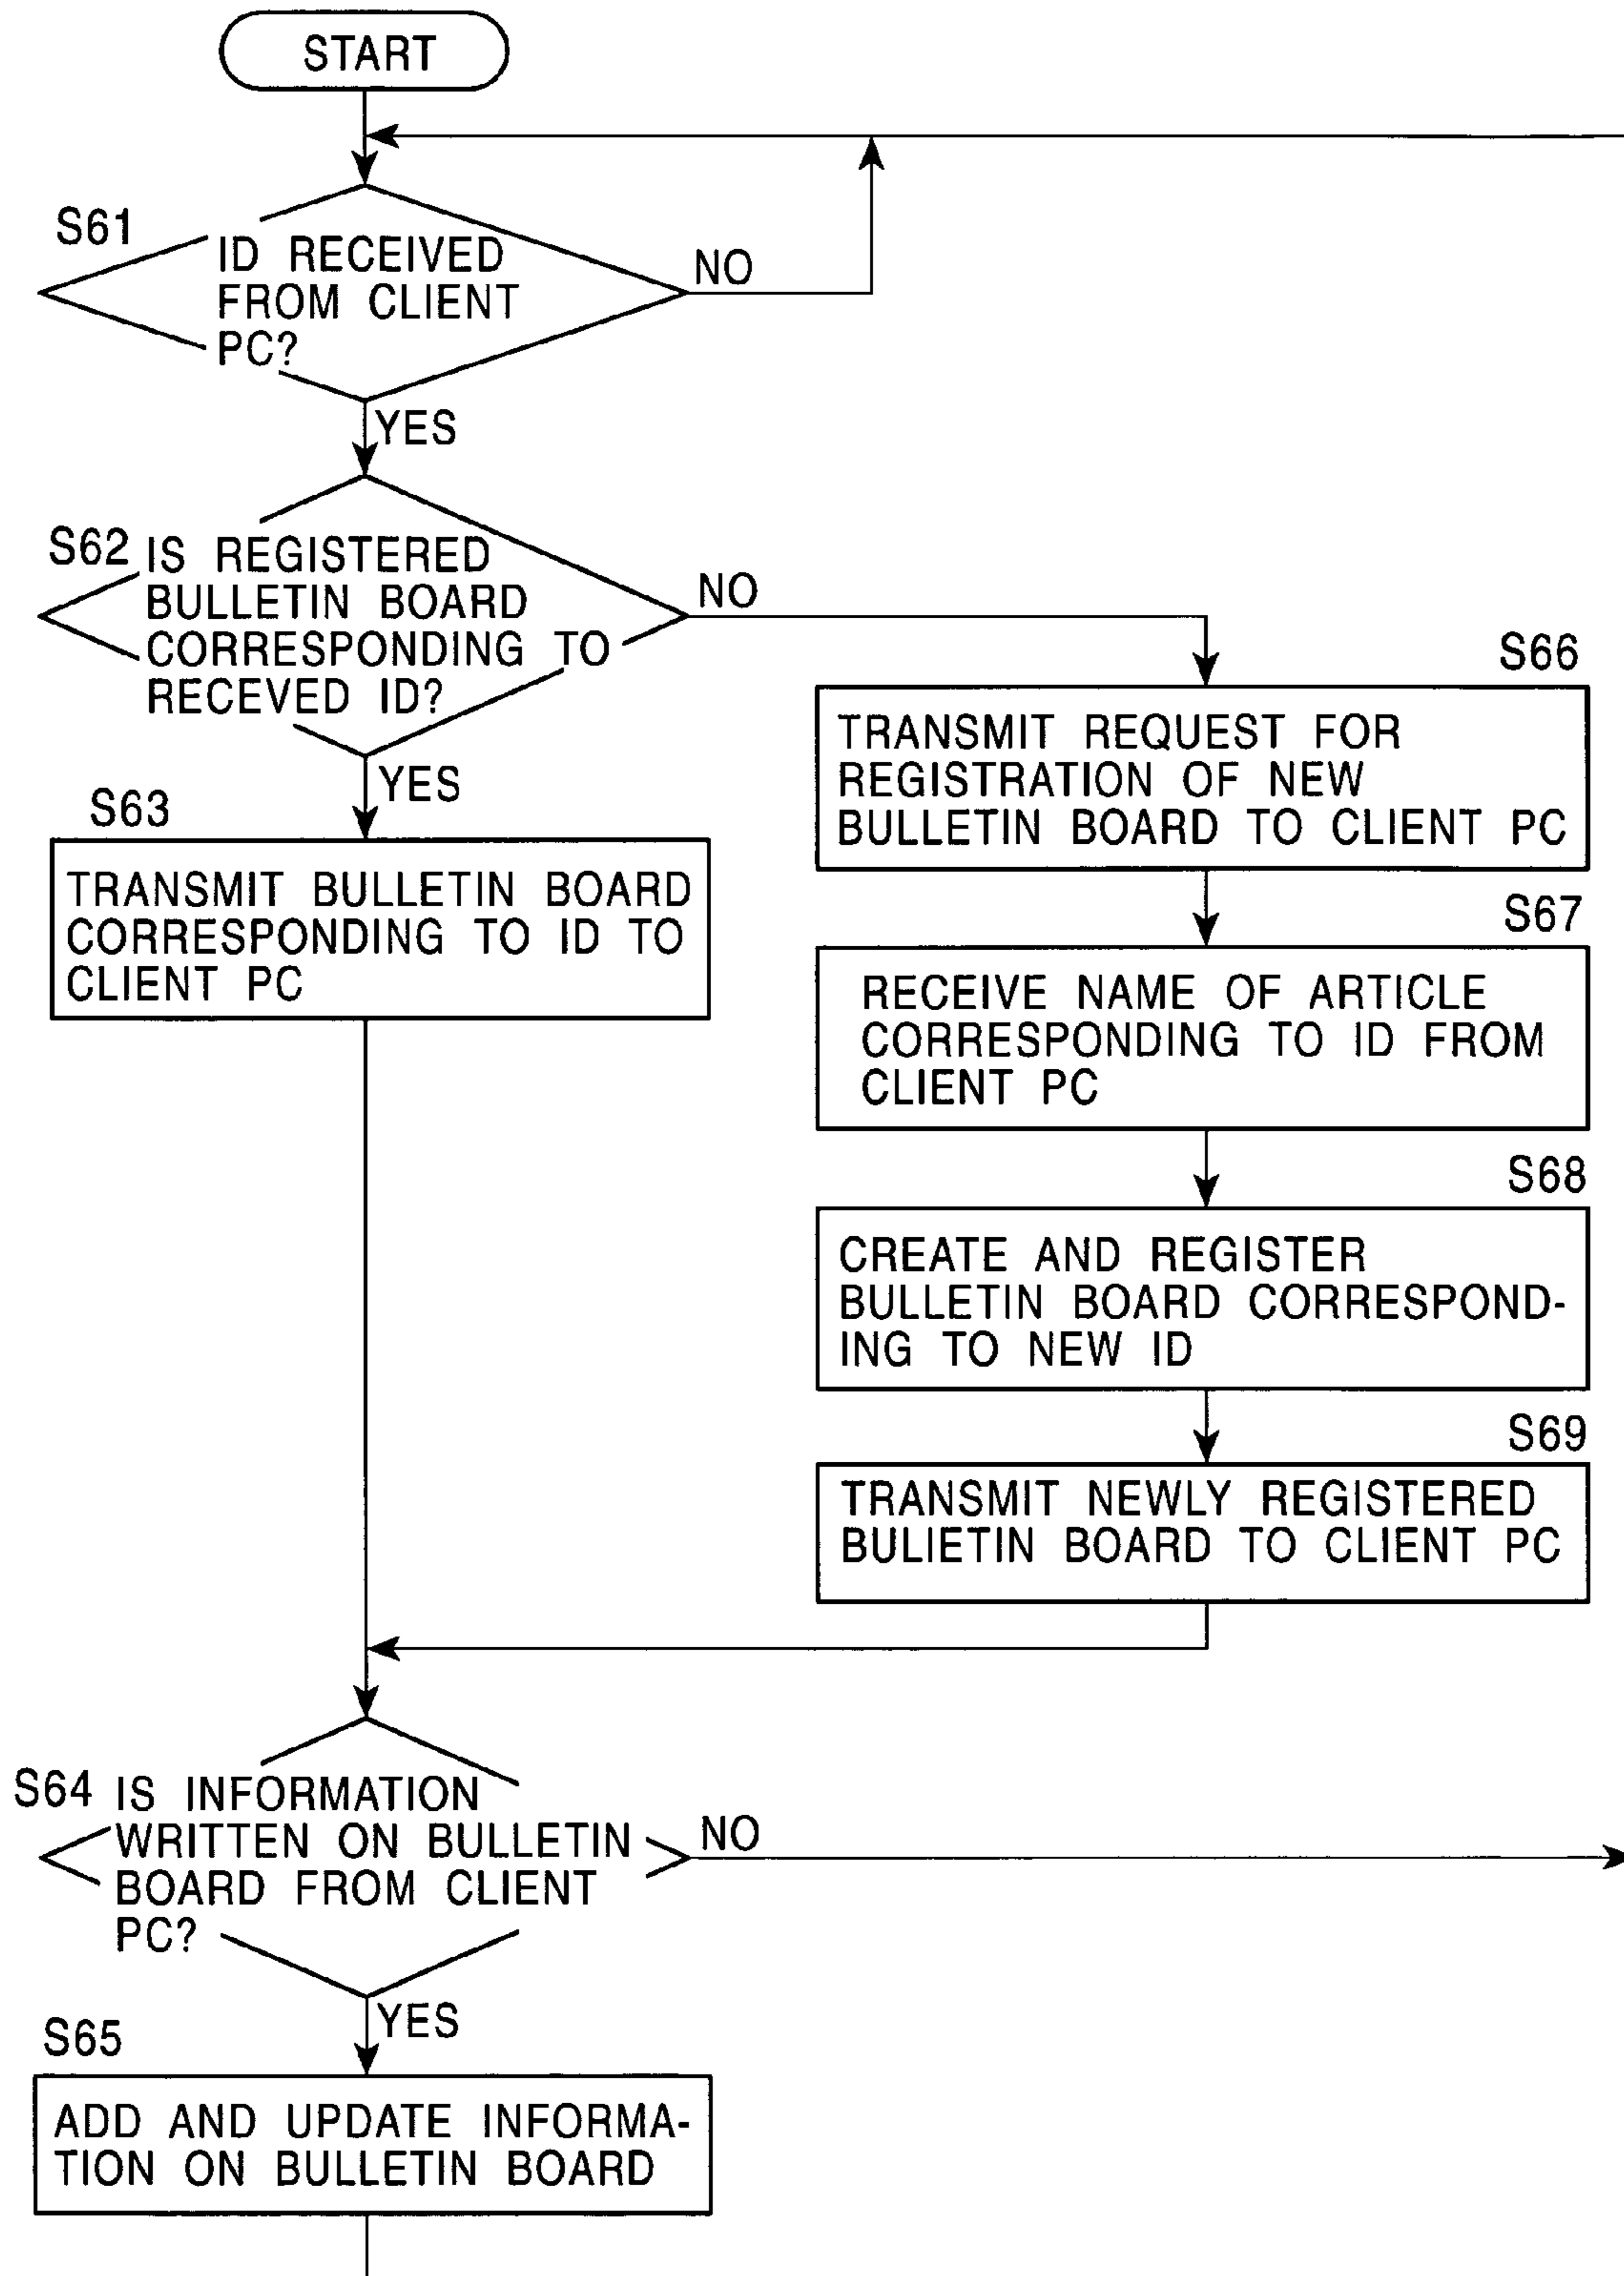 START
S61
ID RECEIVED
FROM CLIENT
PC?
NO
YES
S62
IS REGISTERED
BULLETIN BOARD
CORRESPONDING TO
RECEVED ID?
NO
YES
S63
TRANSMIT BULLETIN BOARD
CORRESPONDING TO ID TO
CLIENT PC
S66
TRANSMIT REQUEST FOR
REGISTRATION OF NEW
BULLETIN BOARD TO CLIENT PC
S67
RECEIVE NAME OF ARTICLE
CORRESPONDING TO ID FROM
CLIENT PC
S68
CREATE AND REGISTER
BULLETIN BOARD CORRESPOND-
ING TO NEW ID
S69
TRANSMIT NEWLY REGISTERED
BULIETIN BOARD TO CLIENT PC
S64
IS INFORMATION
WRITTEN ON BULLETIN
BOARD FROM CLIENT
PC?
NO
YES
S65
ADD AND UPDATE INFORMA-
TION ON BULLETIN BOARD